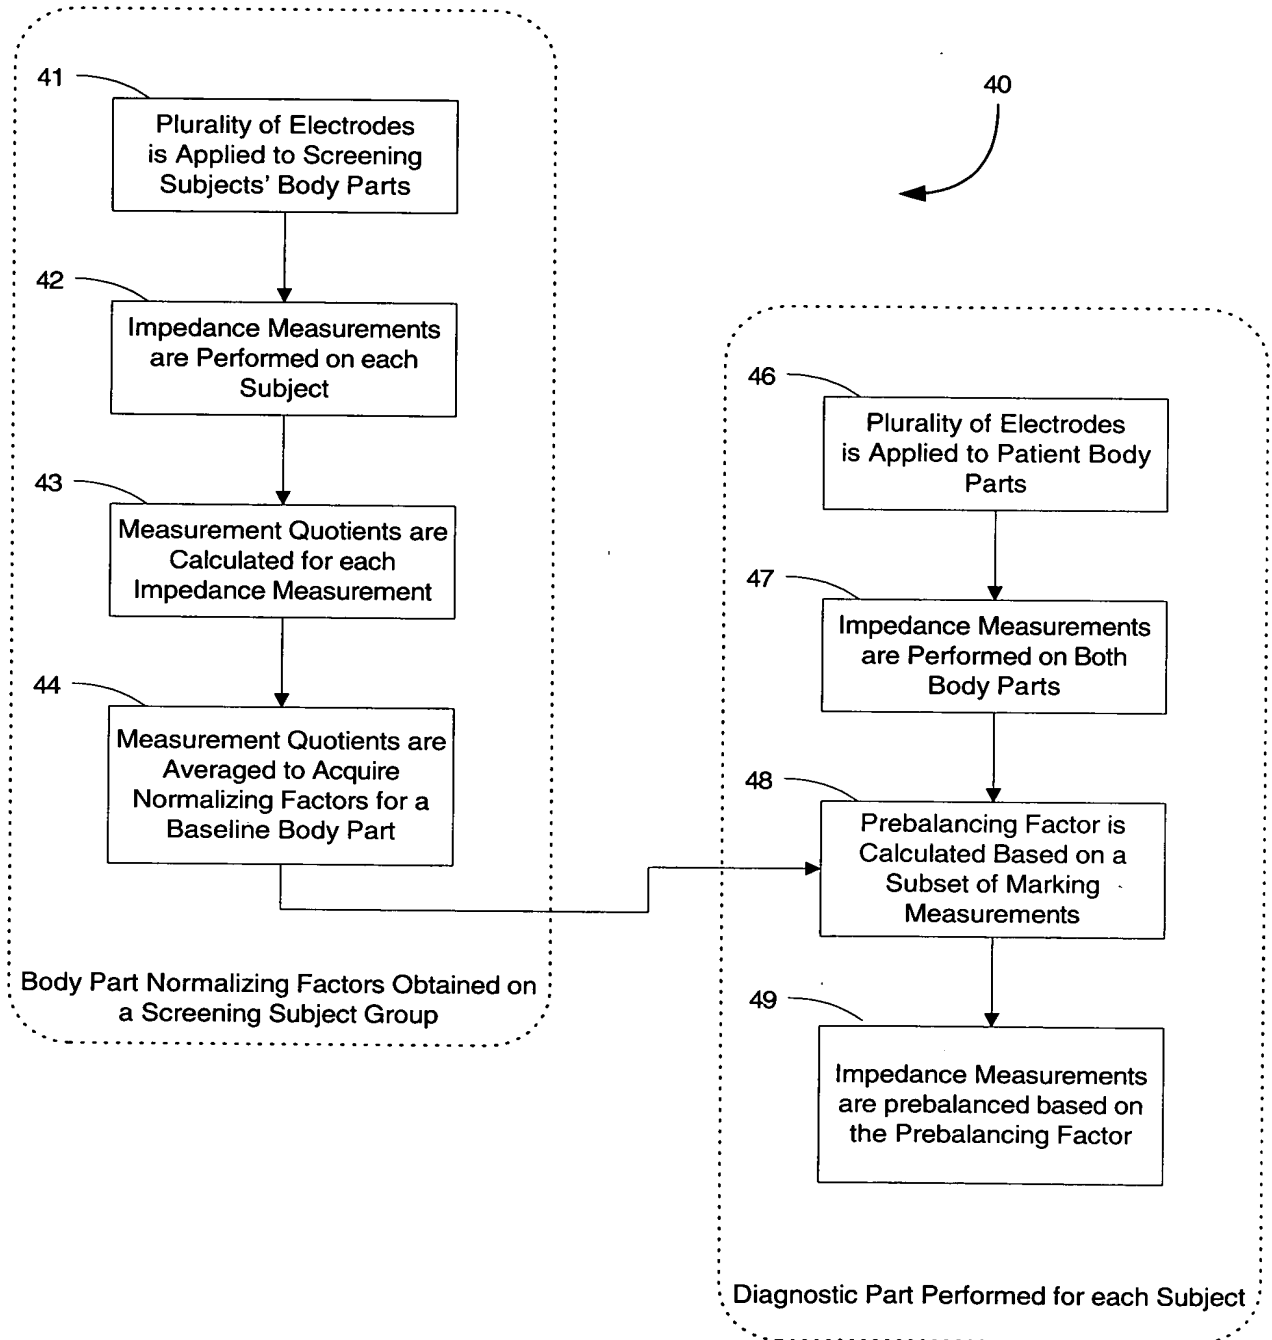 41
Plurality of Electrodes
is Applied to Screening
Subjects' Body Parts
42
Impedance Measurements
are Performed on each
Subject
43
Measurement Quotients are
Calculated for each
Impedance Measurement
44
Measurement Quotients are
Averaged to Acquire
Normalizing Factors for a
Baseline Body Part
Body Part Normalizing Factors Obtained on
a Screening Subject Group
40
46
Plurality of Electrodes
is Applied to Patient Body
Parts
47
Impedance Measurements
are Performed on Both
Body Parts
48
Prebalancing Factor is
Calculated Based on a
Subset of Marking
Measurements
49
Impedance Measurements
are prebalanced based on
the Prebalancing Factor
Diagnostic Part Performed for each Subject